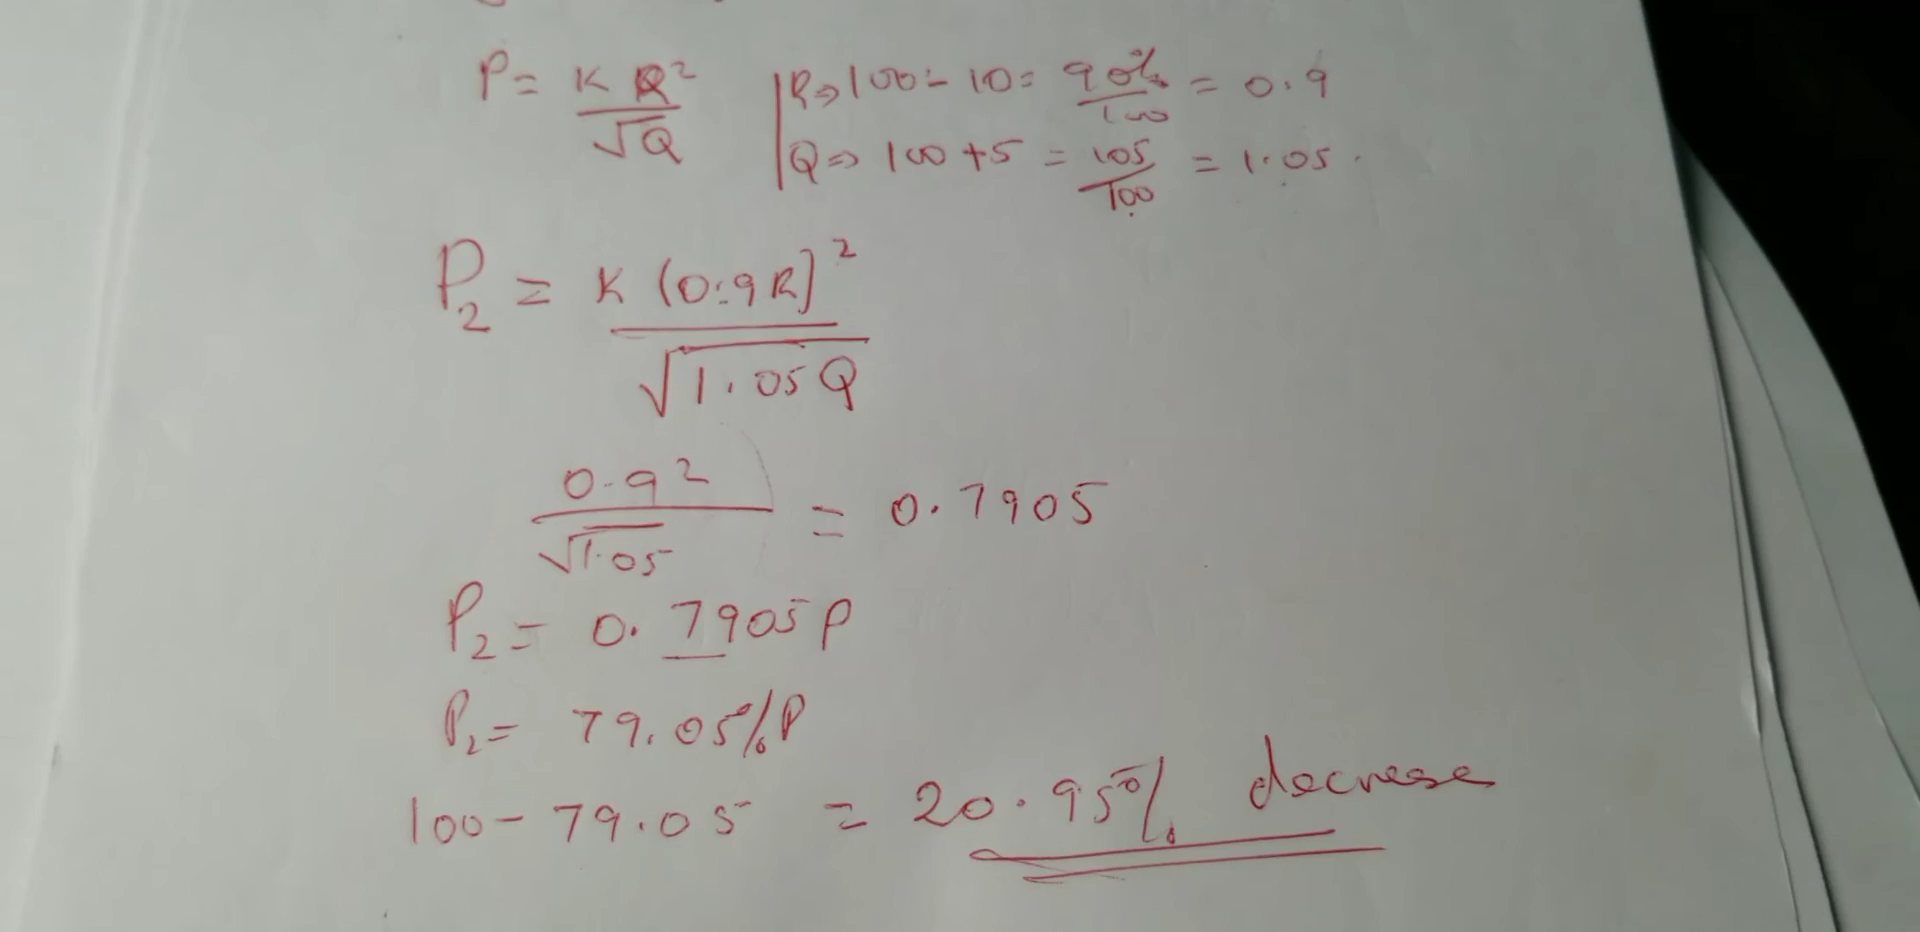 P = KR²/√Q | R => 100 - 10 = 90%/100 = 0.9
| Q => 100 + 5 = 105/100 = 1.05.
P₂ = K (0.9R)²/√1.05Q
0.9²/√1.05 = 0.7905
P₂ = 0.7905 P
P₂ = 79.05% P
100 - 79.05 = 20.95% decrese